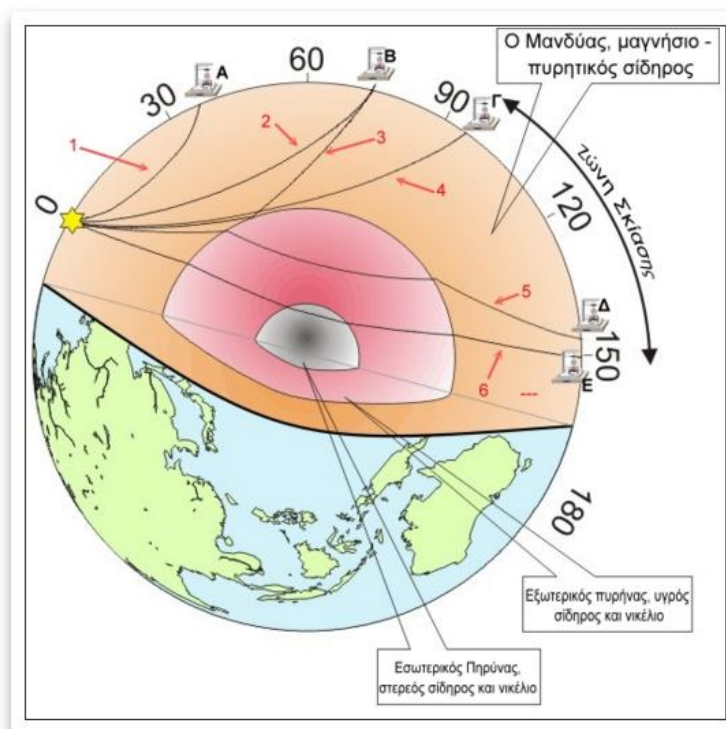 Ο Μανδύας, μαγνήσιο -
πυρητικός σίδηρος
0
30
60
90
120
150
180
Α
Β
Γ
Δ
Ε
1
2
3
4
5
6
---
Ζώνη Σκίασης
Εξωτερικός πυρήνας, υγρός
σίδηρος και νικέλιο
Εσωτερικός Πηρύνας,
στερεός σίδηρος και νικέλιο